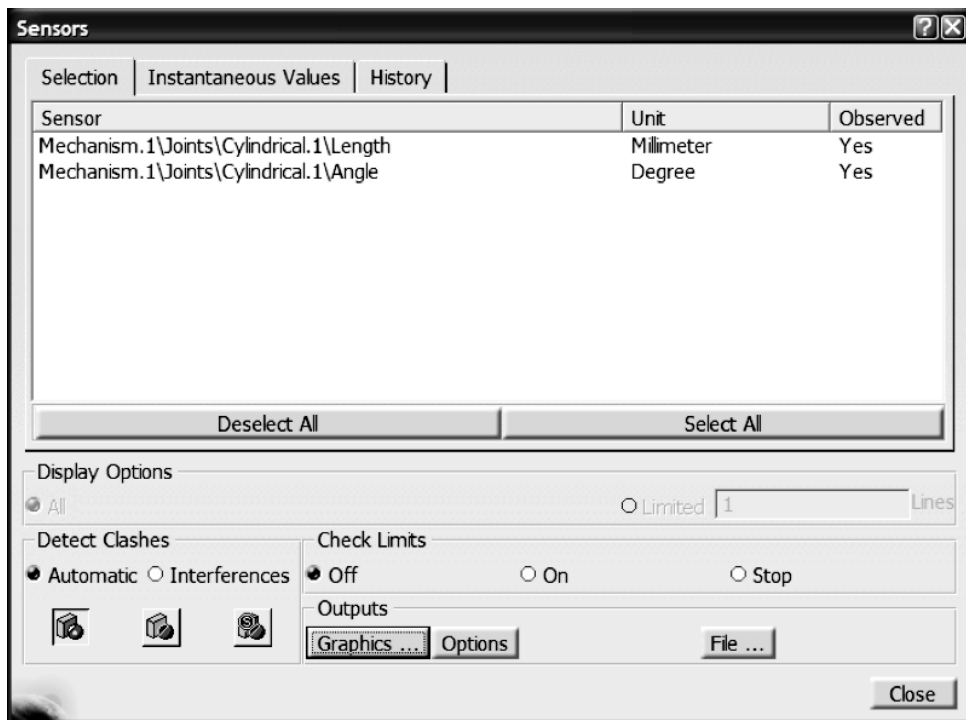 Sensors
Selection Instantaneous Values History
Sensor Unit Observed
Mechanism.1\Joints\Cylindrical.1\Length Millimeter Yes
Mechanism.1\Joints\Cylindrical.1\Angle Degree Yes
Deselect All Select All
Display Options
All Limited 1 Lines
Detect Clashes Check Limits
Automatic Interferences Off On Stop
Outputs
Graphics ... Options File ...
Close